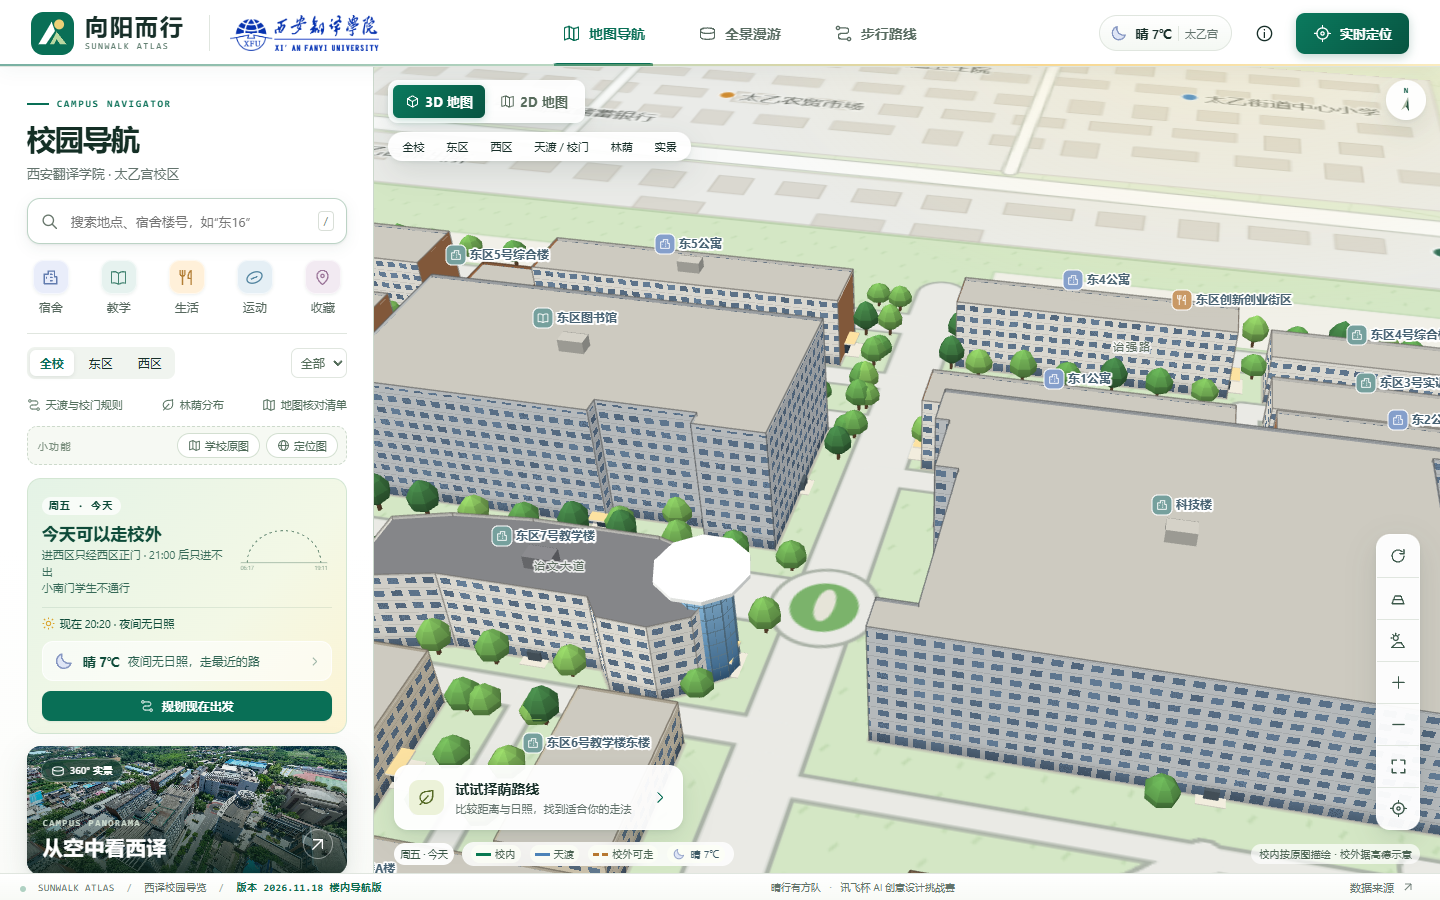 向阳而行
SUNWALK ATLAS
西安翻译学院
XFU
XI' AN FANYI UNIVERSITY
地图导航
全景漫游
步行路线
晴 7℃ 太乙宫
实时定位
CAMPUS NAVIGATOR
校园导航
西安翻译学院 · 太乙宫校区
搜索地点、宿舍楼号，如“东16”
/
宿舍
教学
生活
运动
收藏
全校
东区
西区
全部
天渡与校门规则
林荫分布
地图核对清单
小功能
学校原图
定位图
周五 · 今天
今天可以走校外
进西区只经西区正门 · 21:00 后只进不
出
小南门学生不通行
06:17
19:11
现在 20:20 · 夜间无日照
晴 7℃ 夜间无日照，走最近的路
规划现在出发
360° 实景
CAMPUS PANORAMA
从空中看西译
3D 地图
2D 地图
全校
东区
西区
天渡 / 校门
林荫
实景
太乙农贸市场
太乙街道中心小学
N
东区5号综合楼
东5公寓
东4公寓
东区创新创业街区
东区图书馆
东区4号综合
诒强路
东1公寓
东区3号实训
东2公
科技楼
东区7号教学楼
诒文大道
东区6号教学楼东楼
试试择荫路线
比较距离与日照，找到适合你的走法
周五 · 今天
校内
天渡
校外可走
晴 7℃
A楼
校内按原图描绘 · 校外据高德示意
SUNWALK ATLAS / 西译校园导览 / 版本 2026.11.18 楼内导航版
晴行有方队 · 讯飞杯 AI 创意设计挑战赛
数据来源